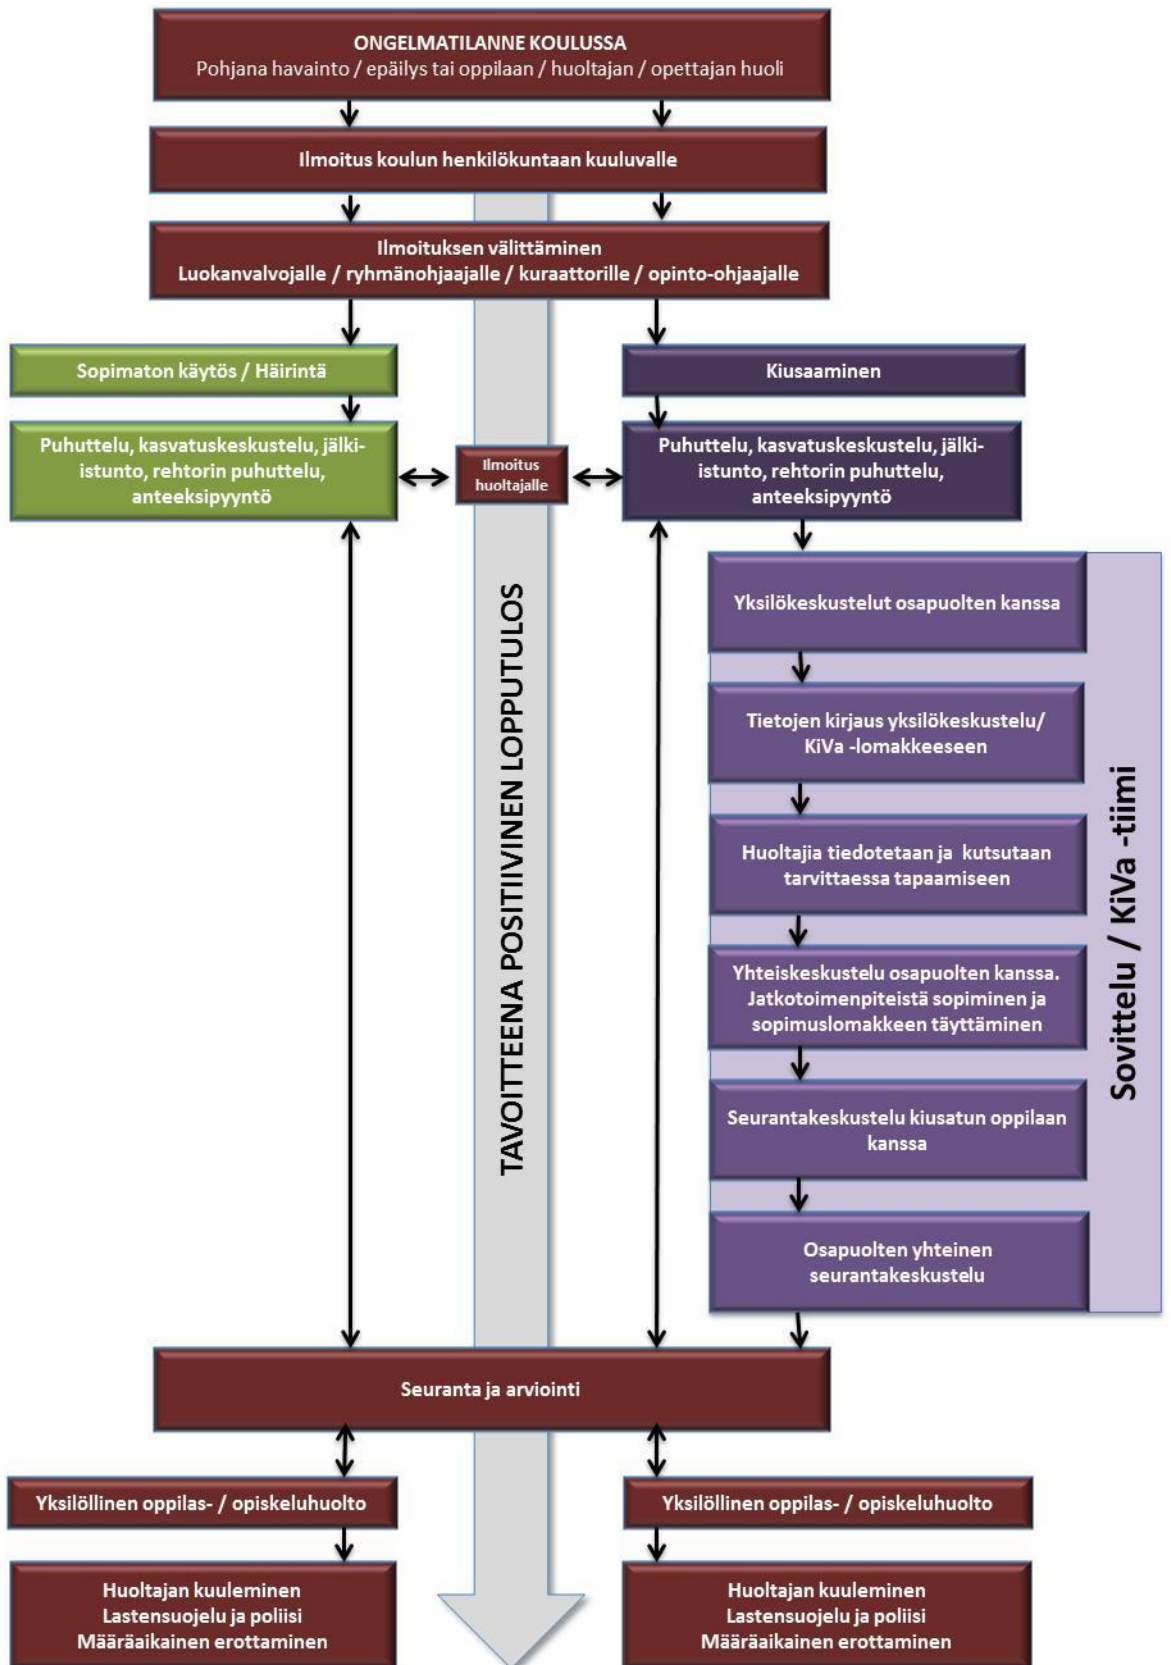 ONGELMATILANNE KOULUSSA
Pohjana havainto / epäilys tai oppilaan / huoltajan / opettajan huoli
Ilmoitus koulun henkilökuntaan kuuluvalle
Ilmoituksen välittäminen
Luokanvalvojalle / ryhmänohjaajalle / kuraattorille / opinto-ohjaajalle
Sopimaton käytös / Häirintä
Kiusaaminen
Puhuttelu, kasvatuskeskustelu, jälki-
istunto, rehtorin puhuttelu,
anteeksipyyntö
Ilmoitus
huoltajalle
Puhuttelu, kasvatuskeskustelu, jälki-
istunto, rehtorin puhuttelu,
anteeksipyyntö
TAVOITTEENA POSITIIVINEN LOPPUTULOS
Yksilökeskustelut osapuolten kanssa
Tietojen kirjaus yksilökeskustelu/
KiVa -lomakkeeseen
Huoltajia tiedotetaan ja kutsutaan
tarvittaessa tapaamiseen
Yhteiskeskustelu osapuolten kanssa.
Jatkotoimenpiteistä sopiminen ja
sopimuslomakkeen täyttäminen
Seurantakeskustelu kiusatun oppilaan
kanssa
Osapuolten yhteinen
seurantakeskustelu
Sovittelu / KiVa -tiimi
Seuranta ja arviointi
Yksilöllinen oppilas- / opiskeluhuolto
Yksilöllinen oppilas- / opiskeluhuolto
Huoltajan kuuleminen
Lastensuojelu ja poliisi
Määräaikainen erottaminen
Huoltajan kuuleminen
Lastensuojelu ja poliisi
Määräaikainen erottaminen